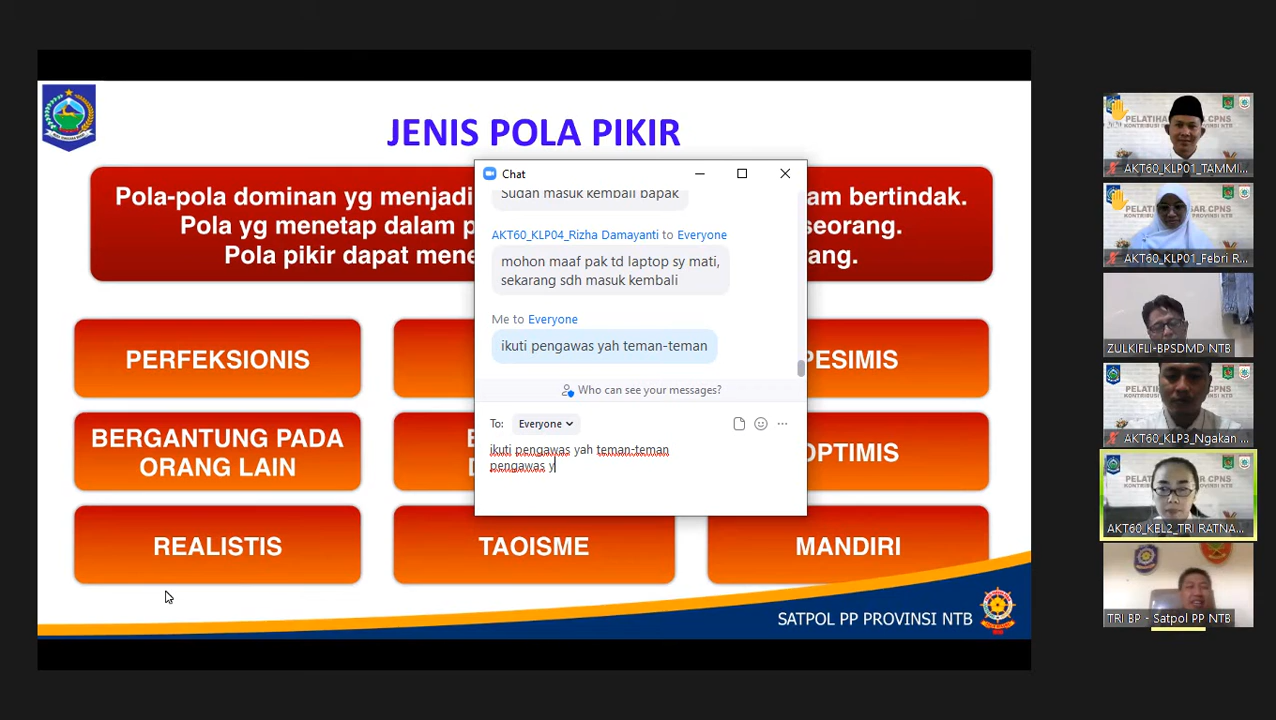 JENIS POLA PIKIR
Pola-pola dominan yg menjadi
am bertindak.
Pola yg menetap dalam p
seorang.
Pola pikir dapat mene
ang.
PERFEKSIONIS
PESIMIS
BERGANTUNG PADA
ORANG LAIN
OPTIMIS
REALISTIS
TAOISME
MANDIRI
SATPOL PP PROVINSI NTB
Chat
Sudah masuk kembali bapak
AKT60_KLP04_Rizha Damayanti to Everyone
mohon maaf pak td laptop sy mati,
sekarang sdh masuk kembali
Me to Everyone
ikuti pengawas yah teman-teman
Who can see your messages?
To: Everyone
ikuti pengawas yah teman-teman
pengawas y
AKT60_KLP01_TAMMI...
AKT60_KLP01_Febri R...
ZULKIFLI-BPSDMD NTB
AKT60_KLP3_Ngakan
AKT60_KEL2_TRI RATNA...
TRI BP - Satpol PP NTB